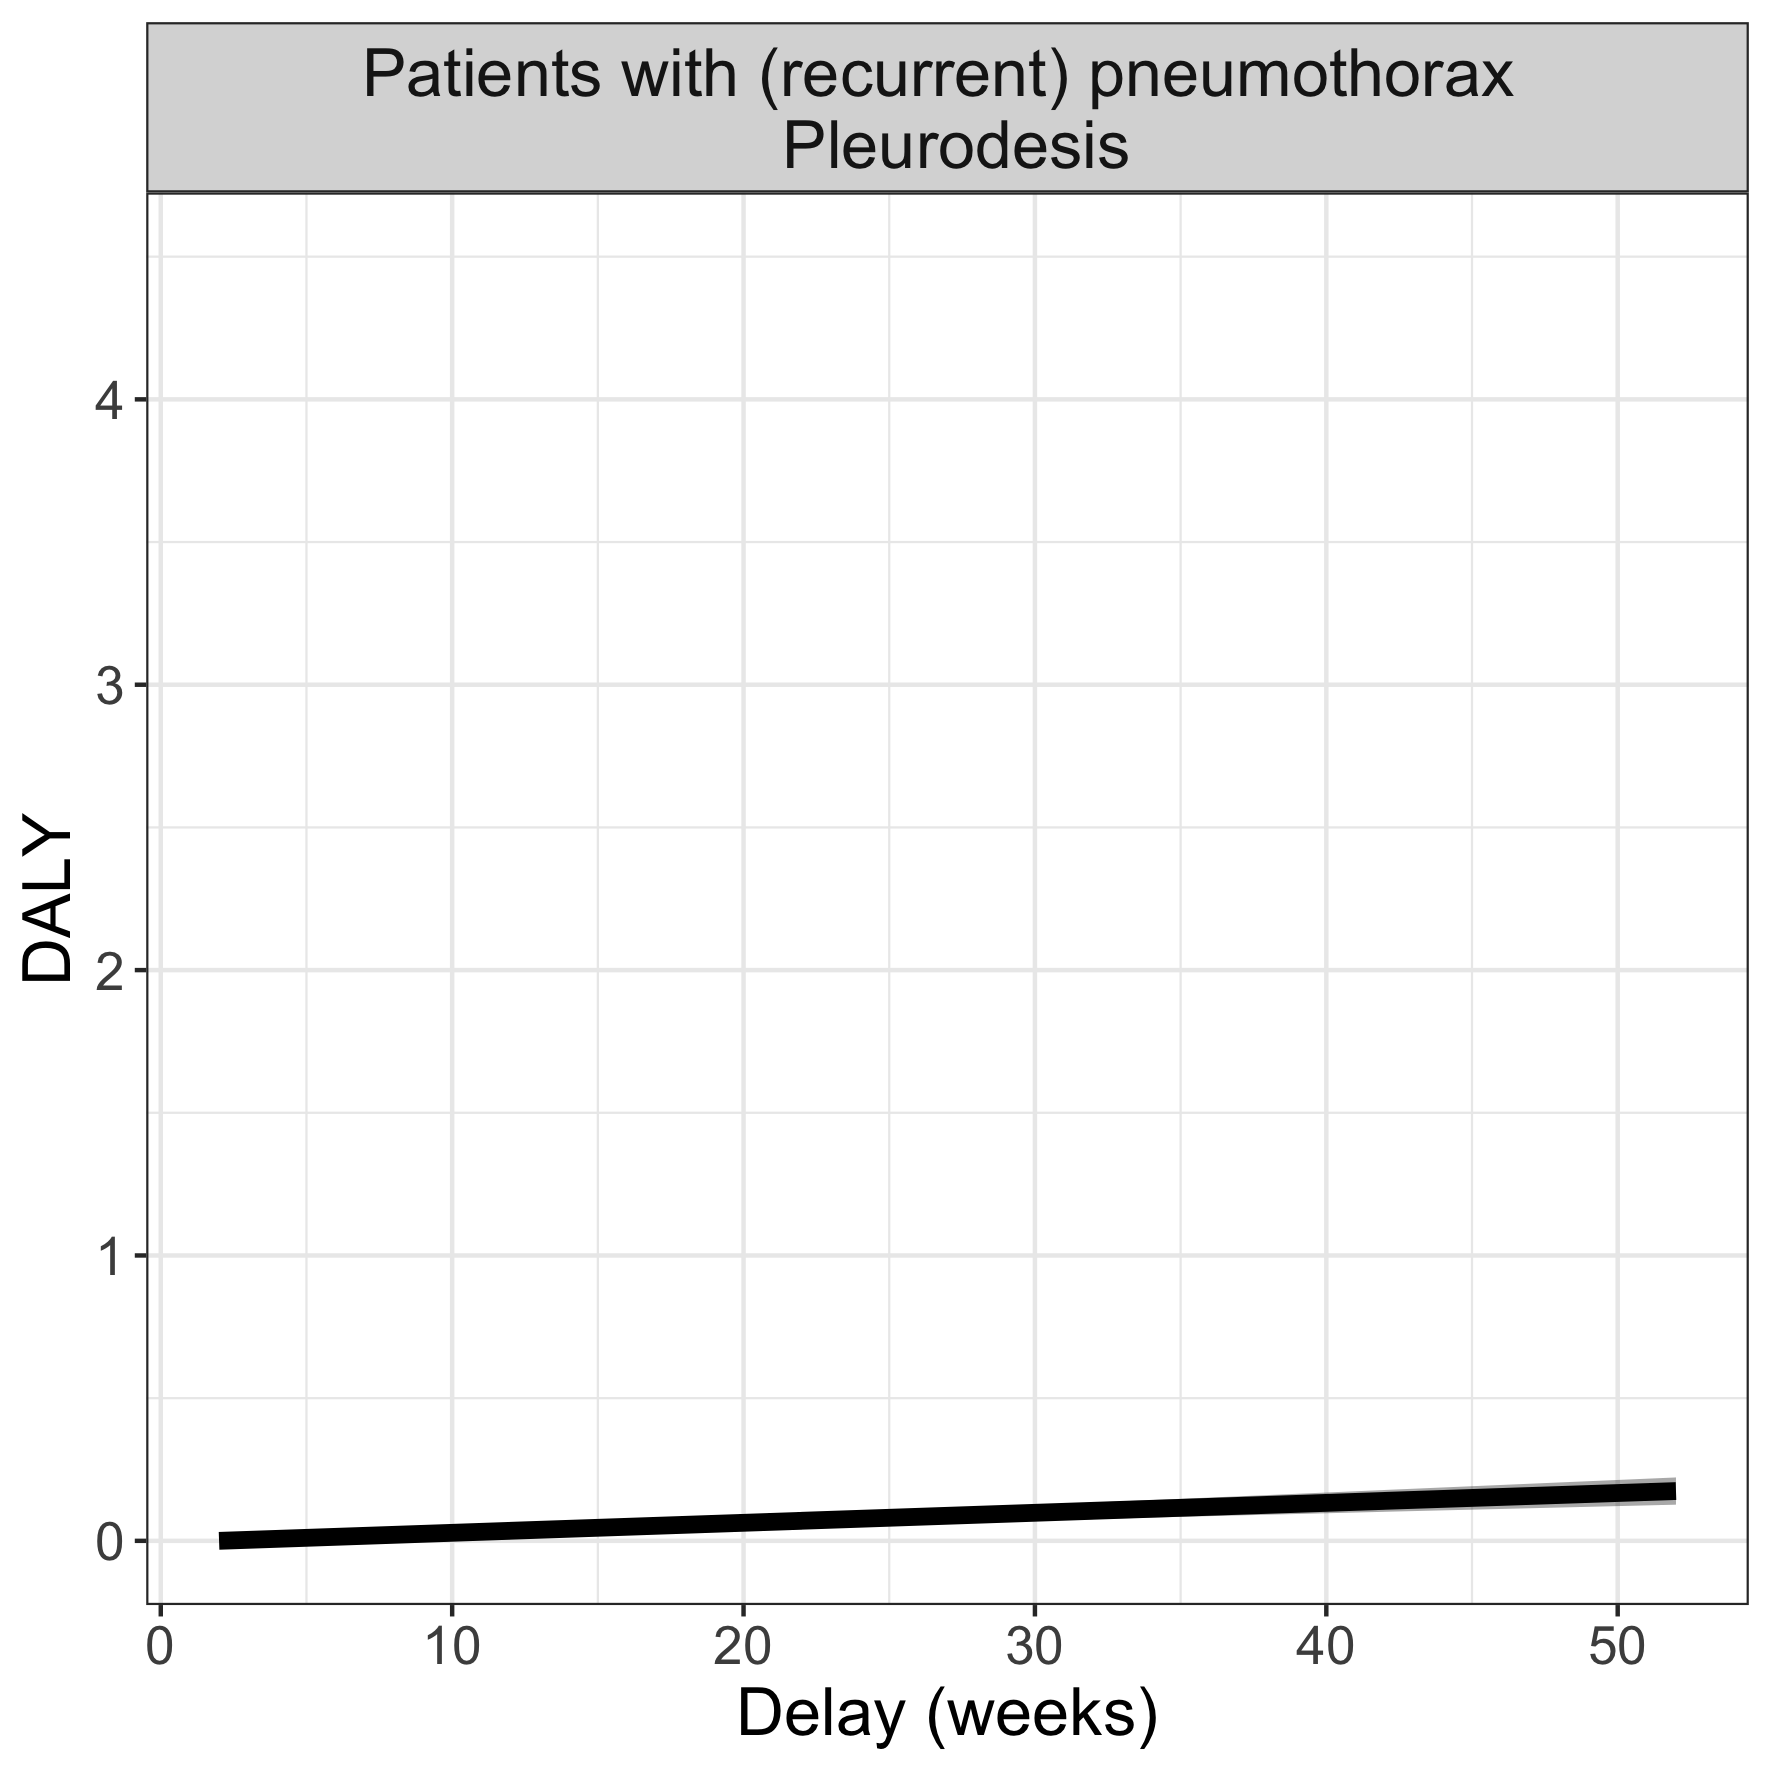 Patients with (recurrent) pneumothorax
Pleurodesis
DALY
4
3
2
1
0
0 10 20 30 40 50
Delay (weeks)